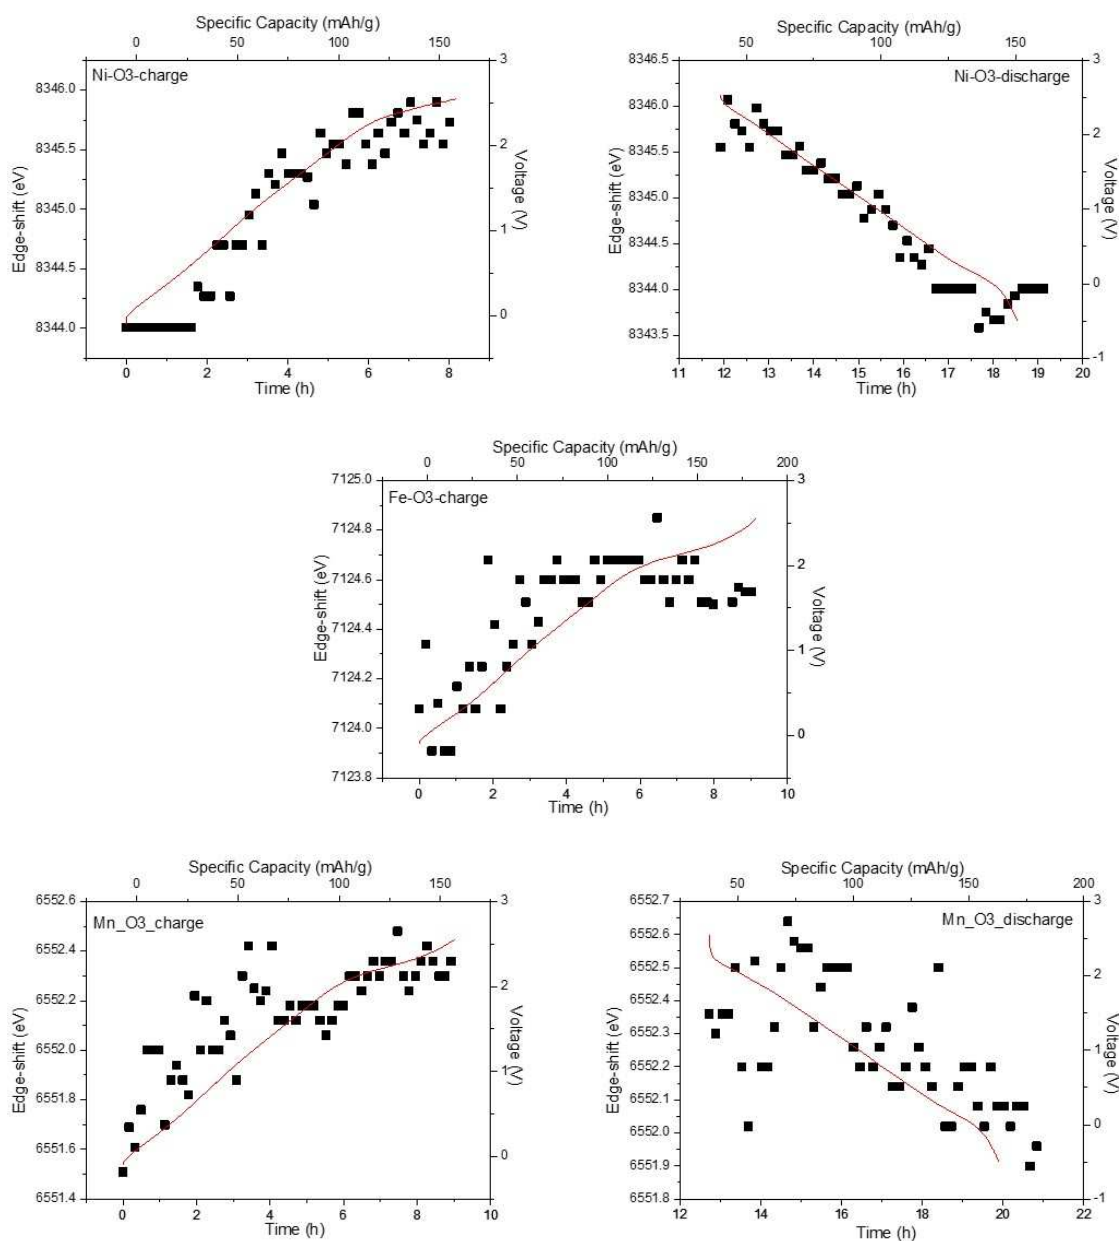 Specific Capacity (mAh/g)
0 50 100 150
Ni-O3-charge
Edge-shift (eV)
8346.0
8345.5
8345.0
8344.5
8344.0
3
2
1
0
Voltage (V)
0 2 4 6 8
Time (h)
Specific Capacity (mAh/g)
50 100 150
Ni-O3-discharge
Edge-shift (eV)
8346.5
8346.0
8345.5
8345.0
8344.5
8344.0
8343.5
3
2
1
0
-1
Voltage (V)
11 12 13 14 15 16 17 18 19 20
Time (h)
Specific Capacity (mAh/g)
0 50 100 150 200
Fe-O3-charge
Edge-shift (eV)
7125.0
7124.8
7124.6
7124.4
7124.2
7124.0
7123.8
3
2
1
0
Voltage (V)
0 2 4 6 8 10
Time (h)
Specific Capacity (mAh/g)
0 50 100 150
Mn_O3_charge
Edge-shift (eV)
6552.6
6552.4
6552.2
6552.0
6551.8
6551.6
6551.4
3
2
1
0
Voltage (V)
0 2 4 6 8 10
Time (h)
Specific Capacity (mAh/g)
50 100 150 200
Mn_O3_discharge
Edge-shift (eV)
6552.7
6552.6
6552.5
6552.4
6552.3
6552.2
6552.1
6552.0
6551.9
6551.8
3
2
1
0
-1
Voltage (V)
12 14 16 18 20 22
Time (h)